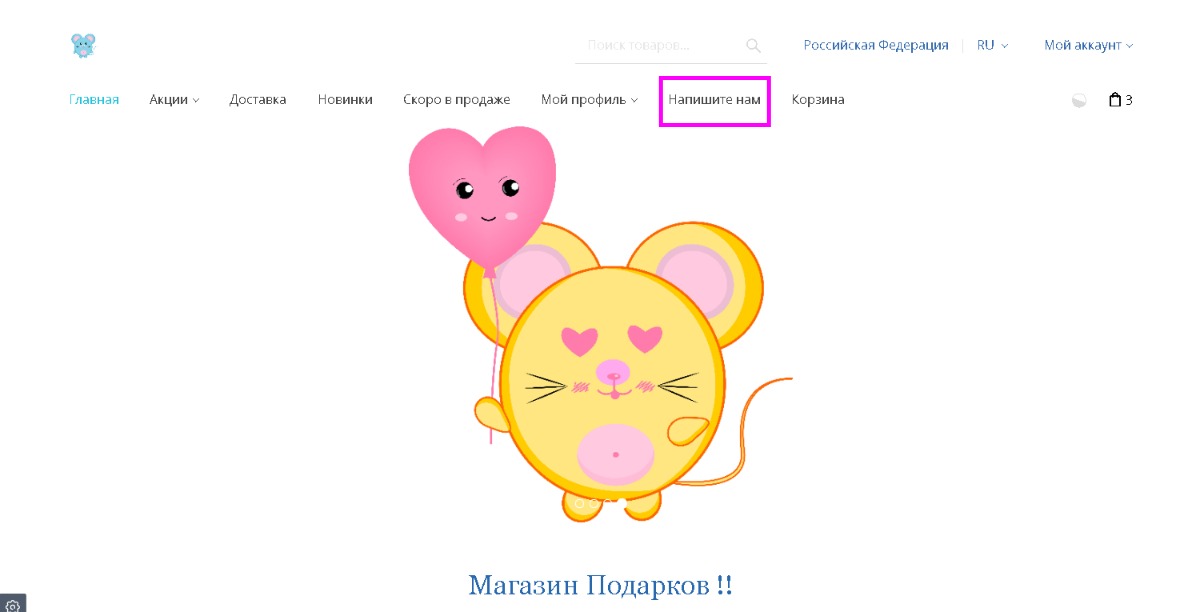 Поиск товаров... Российская Федерация RU Мой аккаунт
Главная Акции Доставка Новинки Скоро в продаже Мой профиль Напишите нам Корзина 3
Магазин Подарков !!